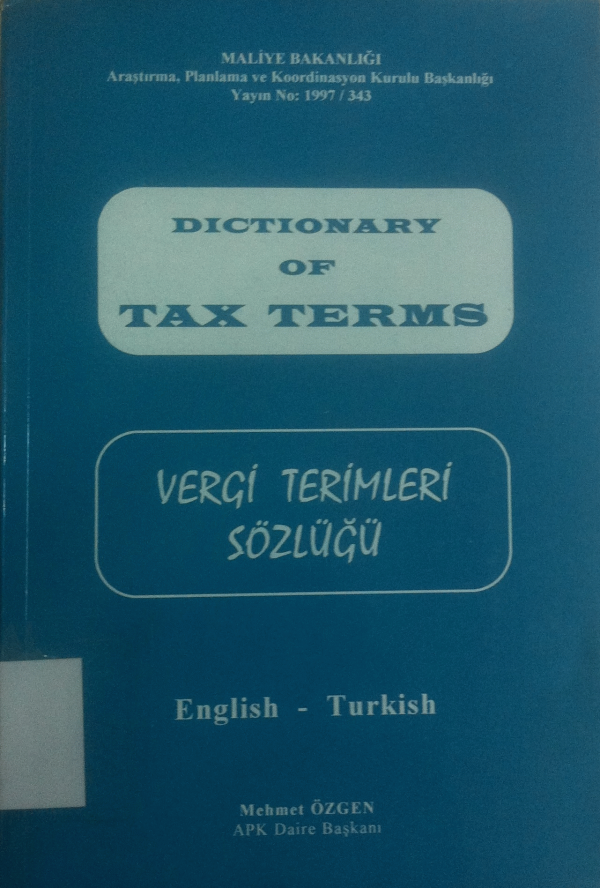 MALİYE BAKANLIĞI
Araştırma, Planlama ve Koordinasyon Kurulu Başkanlığı
Yayın No: 1997 / 343
DICTIONARY
OF
TAX TERMS
VERGİ TERİMLERİ
SÖZLÜĞÜ
English - Turkish
Mehmet ÖZGEN
APK Daire Başkanı